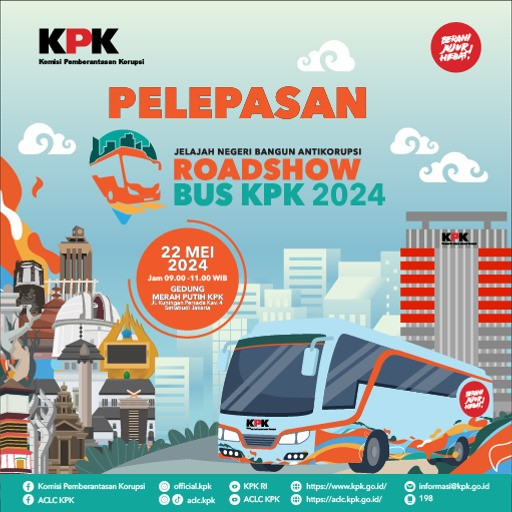 KPK
Komisi Pemberantasan Korupsi
BERANI
JUJUR
HEBAT!
PELEPASAN
JELAJAH NEGERI BANGUN ANTIKORUPSI
ROADSHOW
BUS KPK 2024
22 MEI
2024
Jam 09.00 -11.00 WIB
GEDUNG
MERAH PUTIH KPK
Jl. Kuningan Persada Kav. 4
Setiabudi Jakarta
KPK
KPK
BERANI
JUJUR
HEBAT!
Komisi Pemberantasan Korupsi official.kpk KPK RI https://www.kpk.go.id/ informasi@kpk.go.id
ACLC KPK aclc.kpk ACLC KPK https://aclc.kpk.go.id/ 198